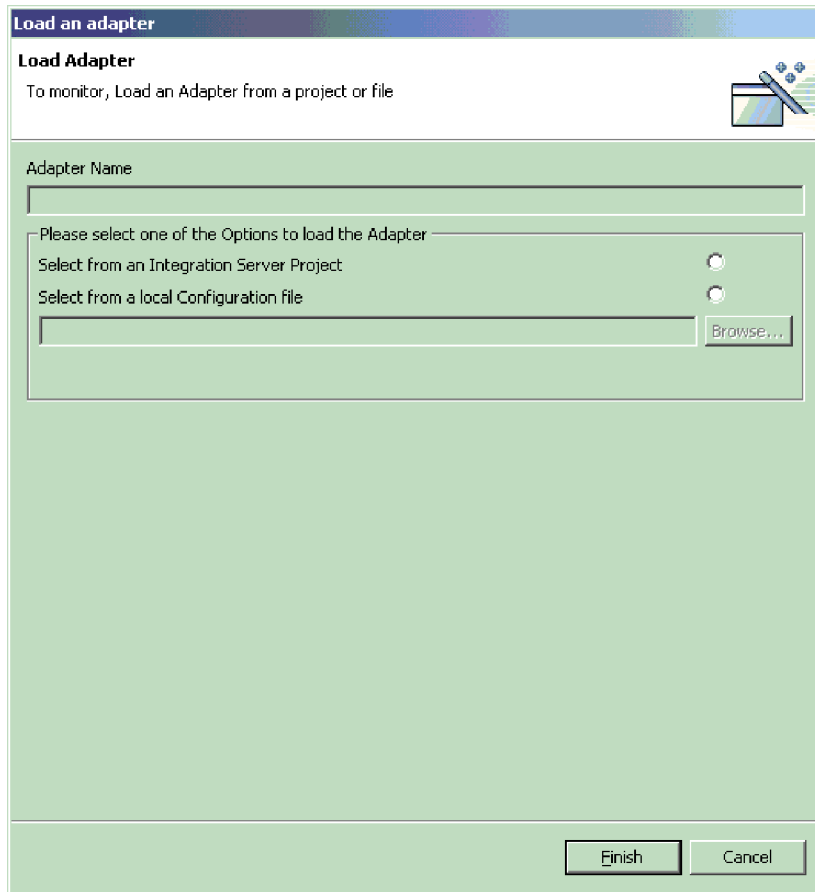 Load an adapter
Load Adapter
To monitor, Load an Adapter from a project or file
Adapter Name
Please select one of the Options to load the Adapter
Select from an Integration Server Project
Select from a local Configuration file
Browse...
Finish
Cancel